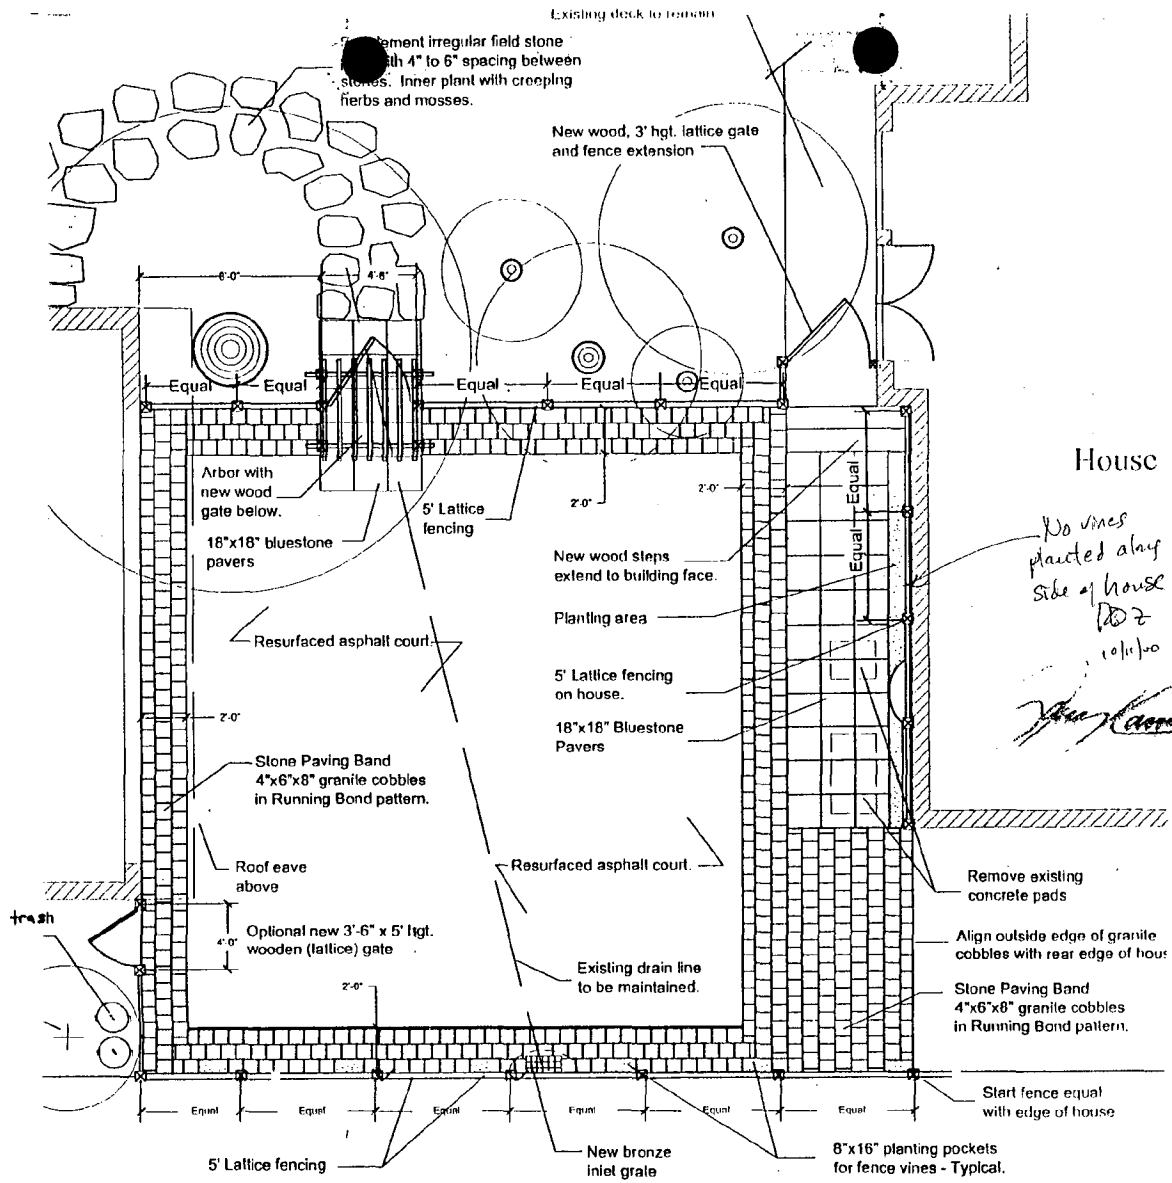 Existing deck to remain
irregular field stone
4" to 6" spacing between
stones. Inner plant with creeping
herbs and mosses.
New wood, 3' hgt. lattice gate
and fence extension
6'-0"
4'-6"
Equal
Equal
Equal
Equal
Equal
House
Arbor with
new wood
gate below.
18"x18" bluestone
pavers
5' Lattice
fencing
2'-0"
2'-0"
Equal
Equal
New wood steps
extend to building face.
Planting area
No vines
planted along
side of house
10/11/00
Resurfaced asphalt court.
5' Lattice fencing
on house.
18"x18" Bluestone
Pavers
2'-0"
Stone Paving Band
4"x6"x8" granite cobbles
in Running Bond pattern.
Roof eave
above
Resurfaced asphalt court.
Remove existing
concrete pads
trash
4'-0"
Optional new 3'-6" x 5' hgt.
wooden (lattice) gate
Align outside edge of granite
cobbles with rear edge of hous
Existing drain line
to be maintained.
2'-0"
Stone Paving Band
4"x6"x8" granite cobbles
in Running Bond pattern.
Start fence equal
with edge of house
Equal
Equal
Equal
Equal
Equal
Equal
5' Lattice fencing
New bronze
inlet grate
8"x16" planting pockets
for fence vines - Typical.